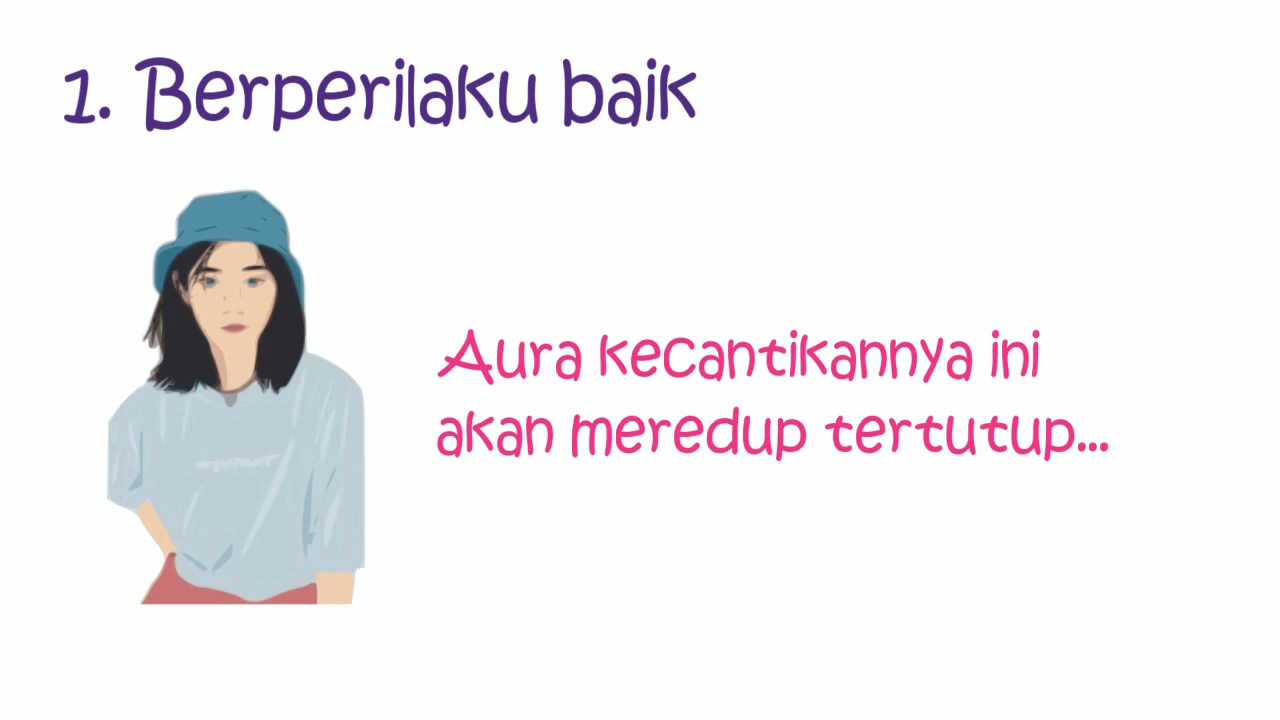 1. Berperilaku baik
Aura kecantikannya ini
akan meredup tertutup...